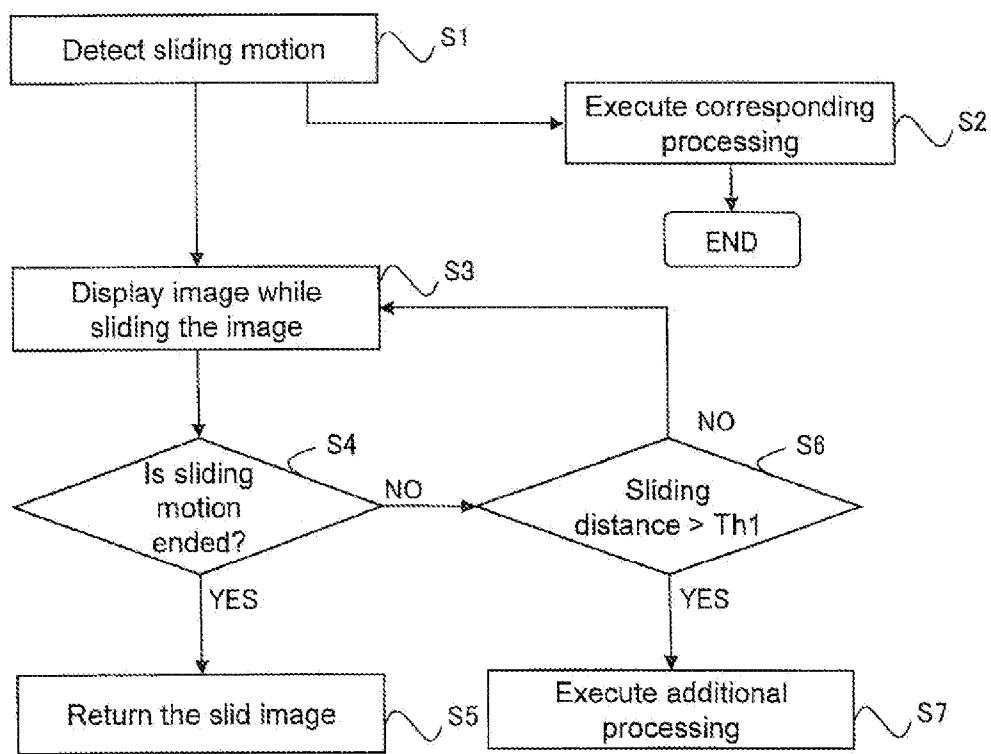 Detect sliding motion
S1
Execute corresponding
processing
S2
END
Display image while
sliding the image
S3
Is sliding
motion
ended?
S4
NO
YES
Sliding
distance > Th1
S6
NO
YES
Return the slid image
S5
Execute additional
processing
S7